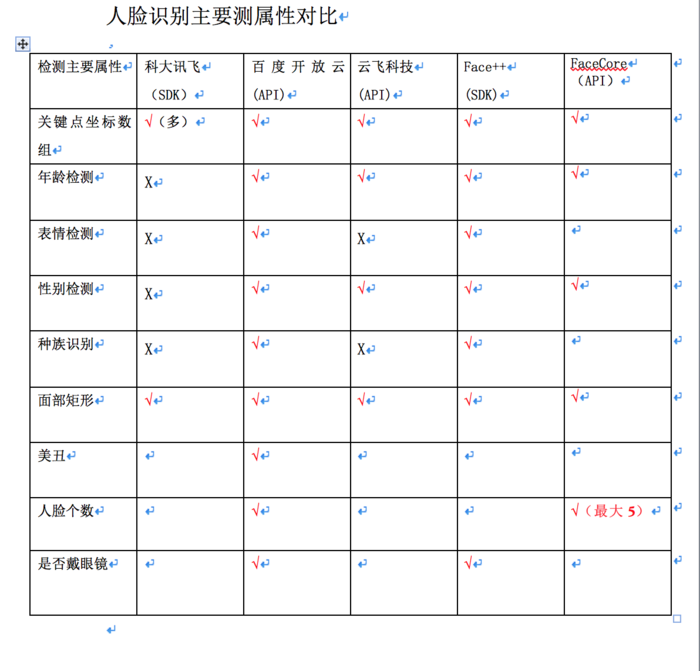 人脸识别主要测属性对比
检测主要属性 科大讯飞（SDK） 百度开放云(API) 云飞科技(API) Face++(SDK) FaceCore（API）
关键点坐标数组 √（多） √ √ √ √
年龄检测 X √ √ √ √
表情检测 X √ X √
性别检测 X √ √ √ √
种族识别 X √ X √
面部矩形 √ √ √ √ √
美丑 √
人脸个数 √ √（最大 5）
是否戴眼镜 √ √